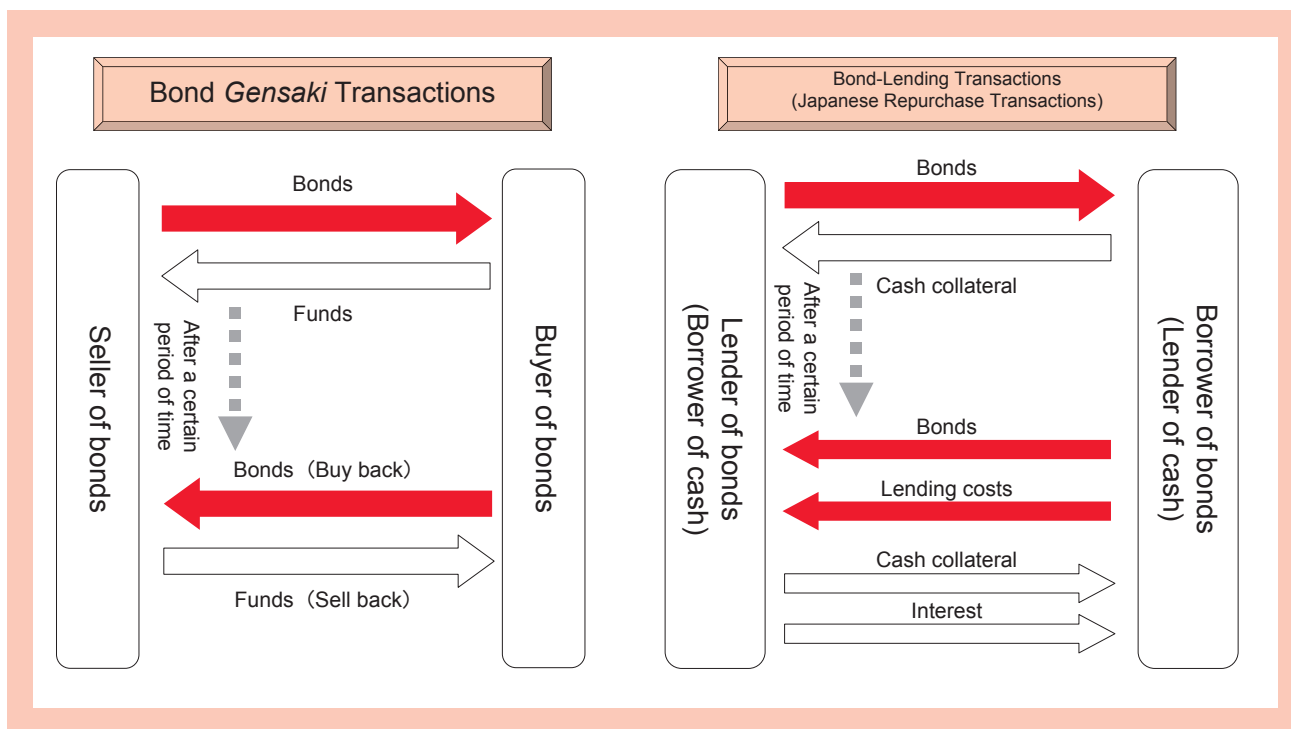 Bond Gensaki Transactions
Bonds
Funds
After a certain
period of time
Bonds（Buy back）
Funds（Sell back）
Seller of bonds
Buyer of bonds
Bond-Lending Transactions
(Japanese Repurchase Transactions)
Bonds
Cash collateral
After a certain
period of time
Bonds
Lending costs
Cash collateral
Interest
Lender of bonds
(Borrower of cash)
Borrower of bonds
(Lender of cash)